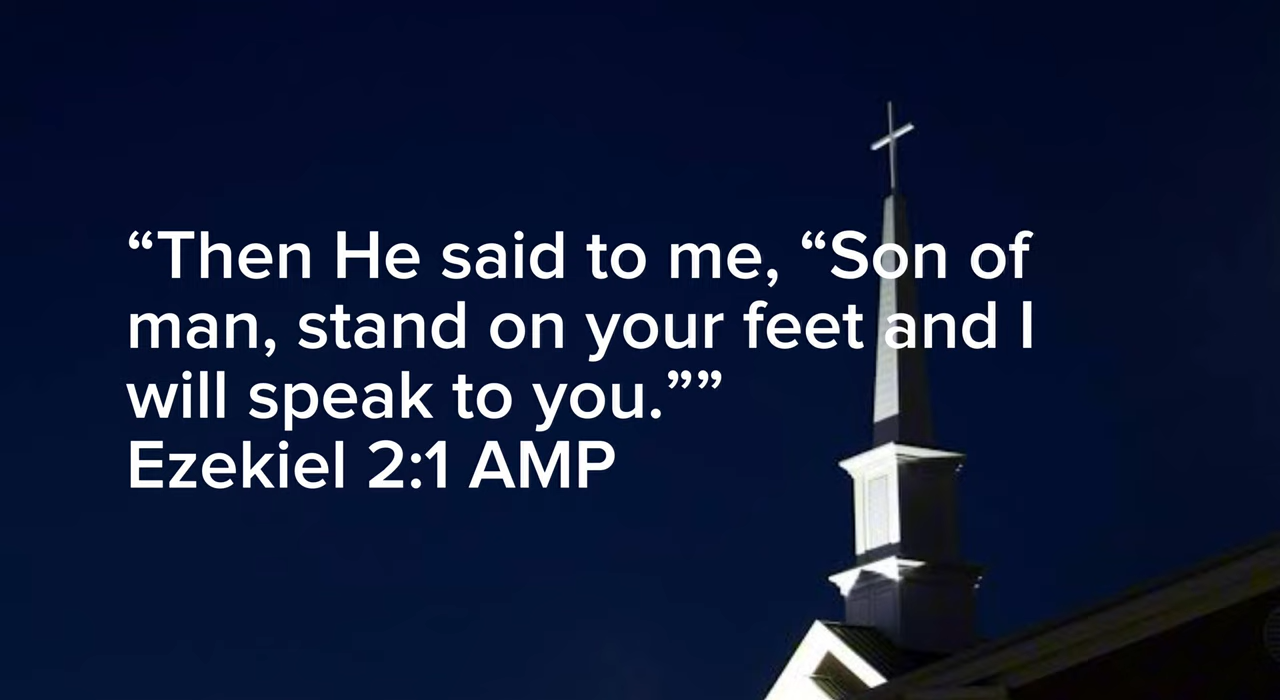 “Then He said to me, “Son of
man, stand on your feet and I
will speak to you.””
Ezekiel 2:1 AMP